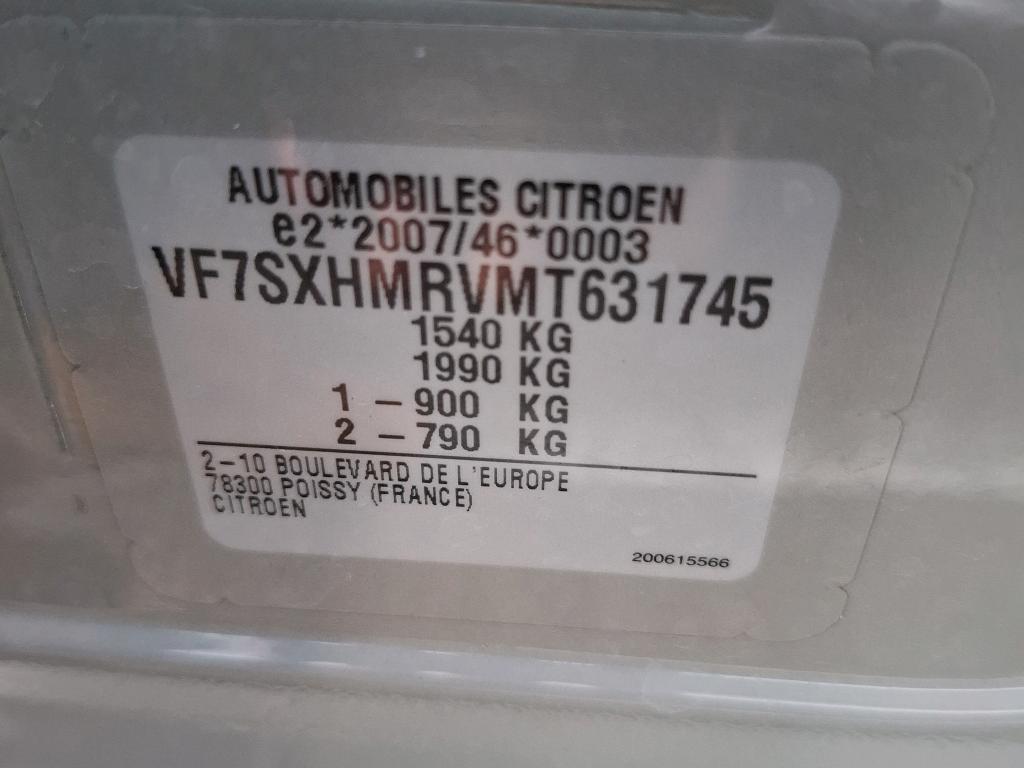 AUTOMOBILES CITROEN
e2*2007/46*0003
VF7SXHMRVMT631745
1540 KG
1990 KG
1 – 900 KG
2 – 790 KG
2–10 BOULEVARD DE L'EUROPE
78300 POISSY (FRANCE)
CITROEN
200615566